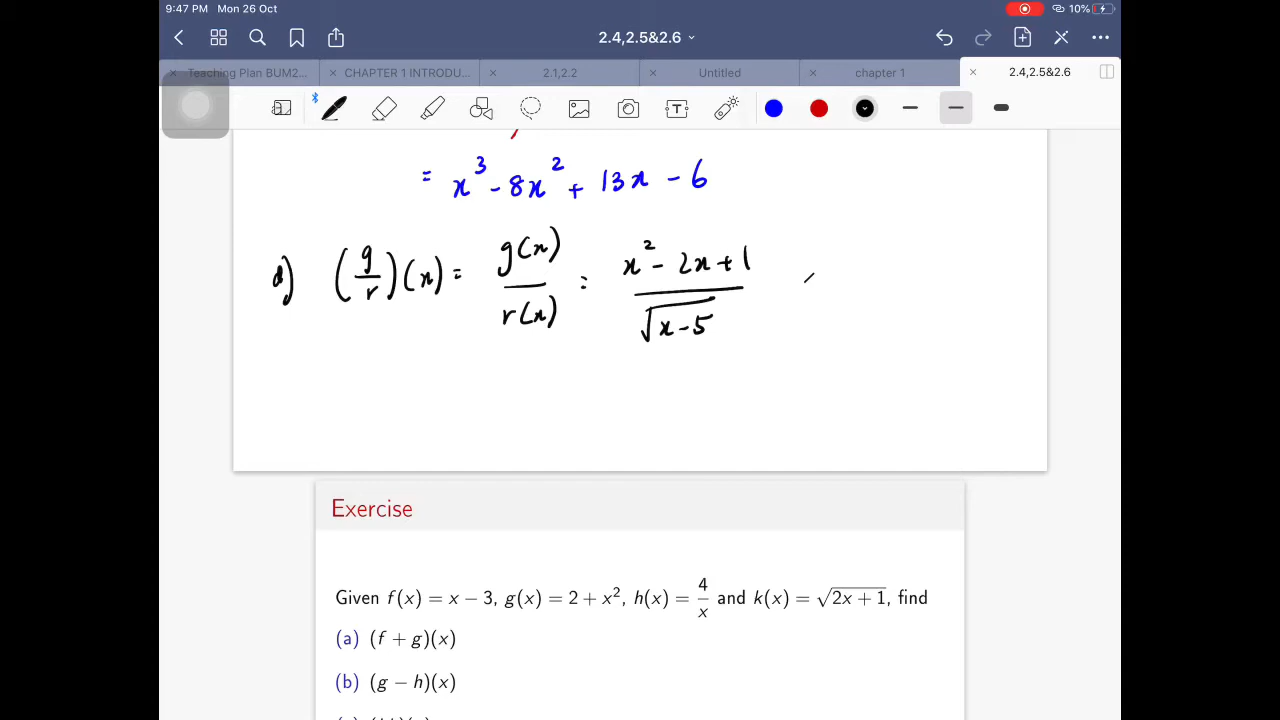 9:47 PM Mon 26 Oct
10%
2.4,2.5&2.6
Teaching Plan BUM2...
CHAPTER 1 INTRODU...
2.1,2.2
Untitled
chapter 1
2.4,2.5&2.6
= x³ - 8x² + 13x - 6
d) (g/r)(x) = g(x)/r(x) = (x² - 2x + 1)/√(x-5)
Exercise
Given f(x) = x − 3, g(x) = 2 + x², h(x) = 4/x and k(x) = √(2x + 1), find
(a) (f + g)(x)
(b) (g − h)(x)